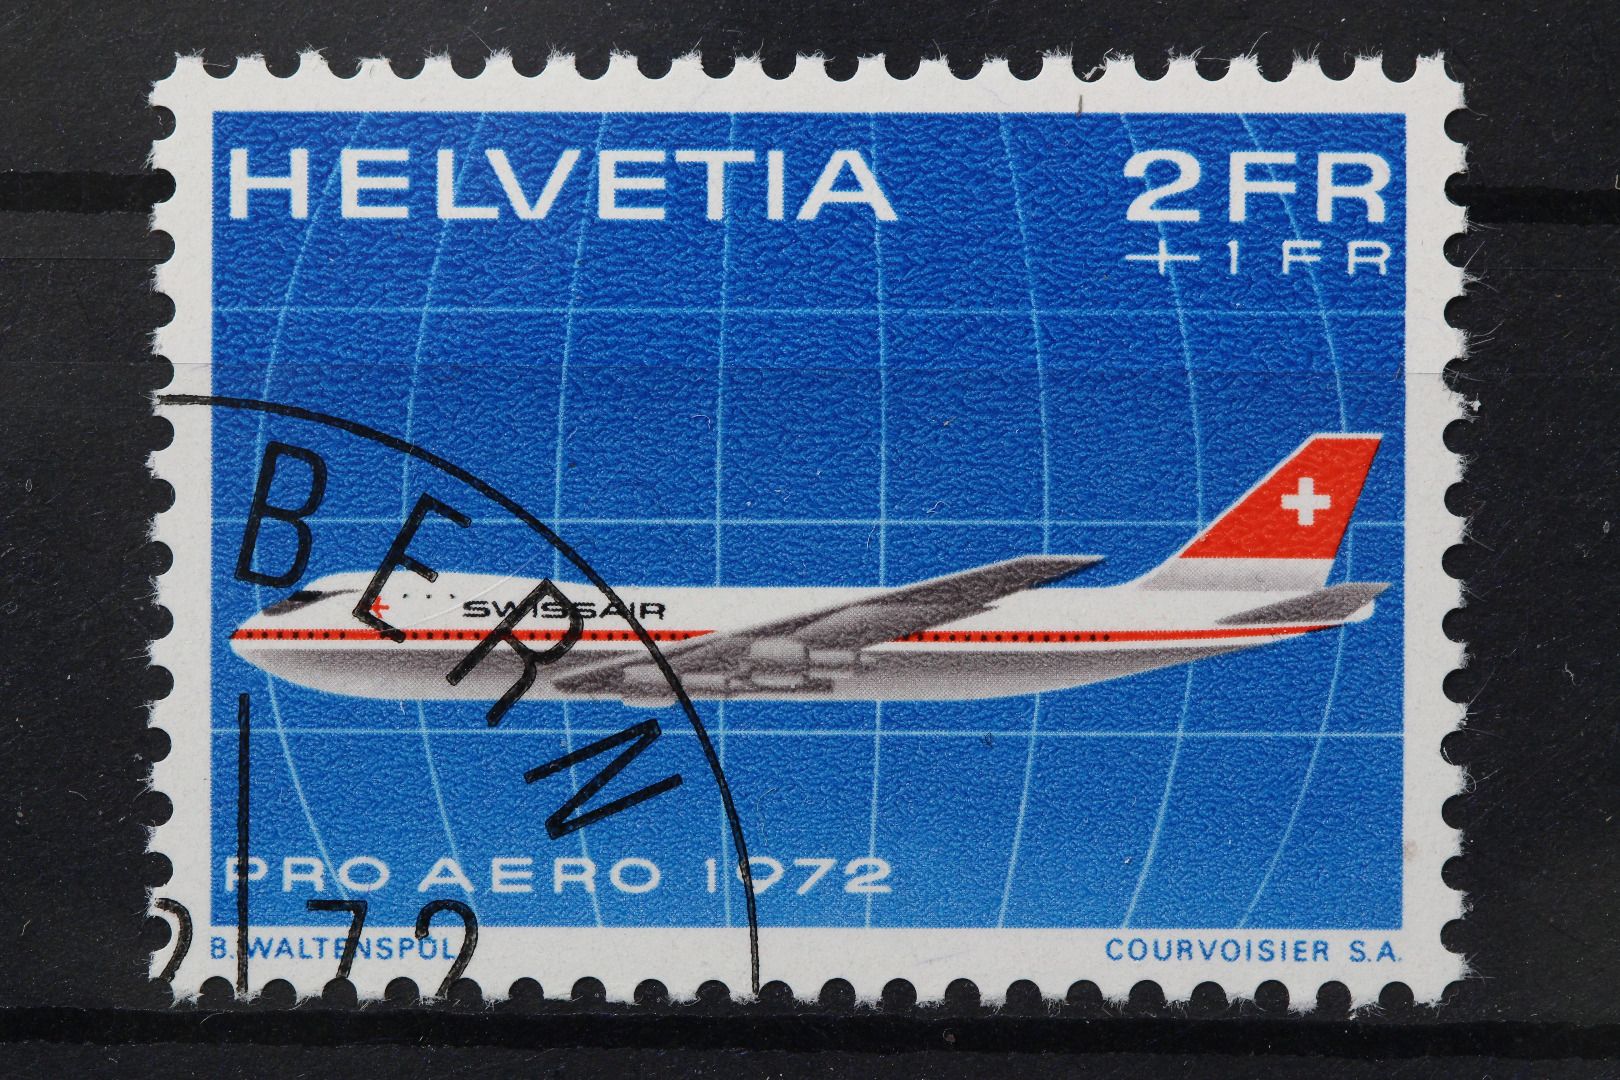 HELVETIA
2FR
+1FR
SWISSAIR
BERN
PRO AERO 1972
72
B. WALTENSPÜL
COURVOISIER S.A.